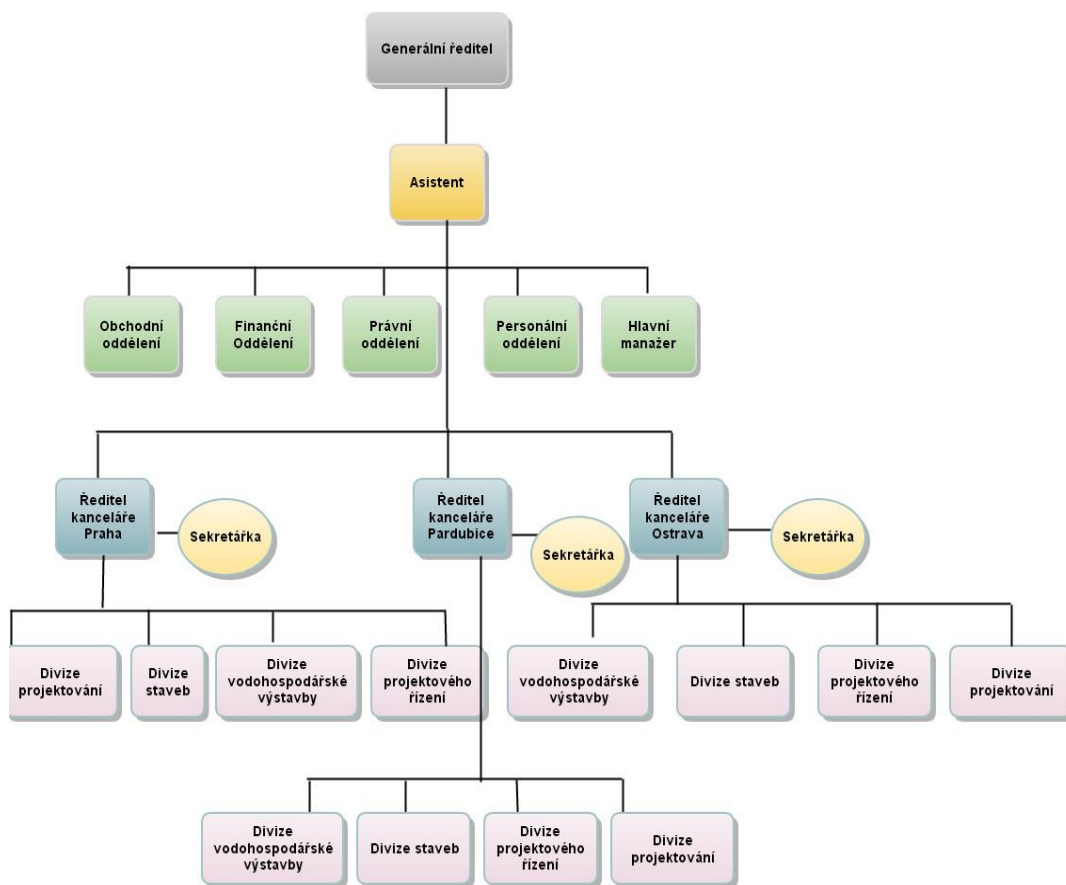 Generální ředitel
Asistent
Obchodní
oddělení
Finanční
Oddělení
Právní
oddělení
Personální
oddělení
Hlavní
manažer
Ředitel
kanceláře
Praha
Sekretářka
Ředitel
kanceláře
Pardubice
Sekretářka
Ředitel
kanceláře
Ostrava
Sekretářka
Divize
projektování
Divize
staveb
Divize
vodohospodářské
výstavby
Divize
projektového
řízení
Divize
vodohospodářské
výstavby
Divize staveb
Divize
projektového
řízení
Divize
projektování
Divize
vodohospodářské
výstavby
Divize staveb
Divize
projektového
řízení
Divize
projektování